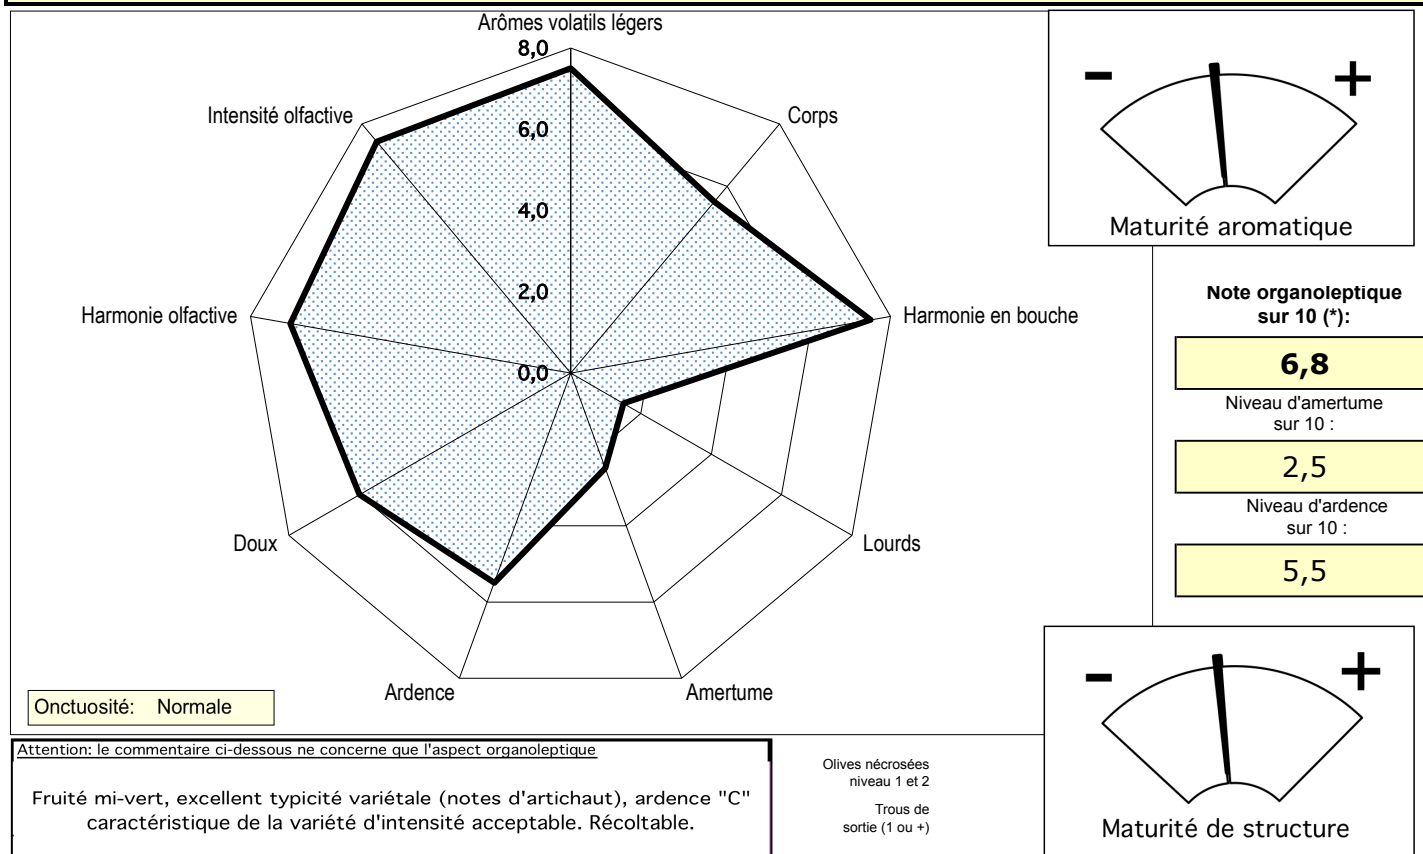 Arômes volatils légers
8,0
Intensité olfactive
Corps
6,0
4,0
Harmonie olfactive
2,0
Harmonie en bouche
0,0
Doux
Lourds
Ardence
Amertume
Onctuosité: Normale
- +
Maturité aromatique
Note organoleptique
sur 10 (*):
6,8
Niveau d'amertume
sur 10 :
2,5
Niveau d'ardence
sur 10 :
5,5
- +
Maturité de structure
Attention: le commentaire ci-dessous ne concerne que l'aspect organoleptique
Fruité mi-vert, excellent typicité variétale (notes d'artichaut), ardence "C"
caractéristique de la variété d'intensité acceptable. Récoltable.
Olives nécrosées
niveau 1 et 2
Trous de
sortie (1 ou +)